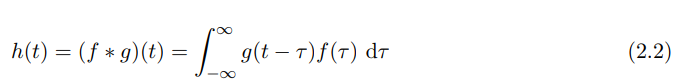 h(t) = (f ∗ g)(t) = ∫_{−∞}^{∞} g(t − τ)f(τ) dτ (2.2)